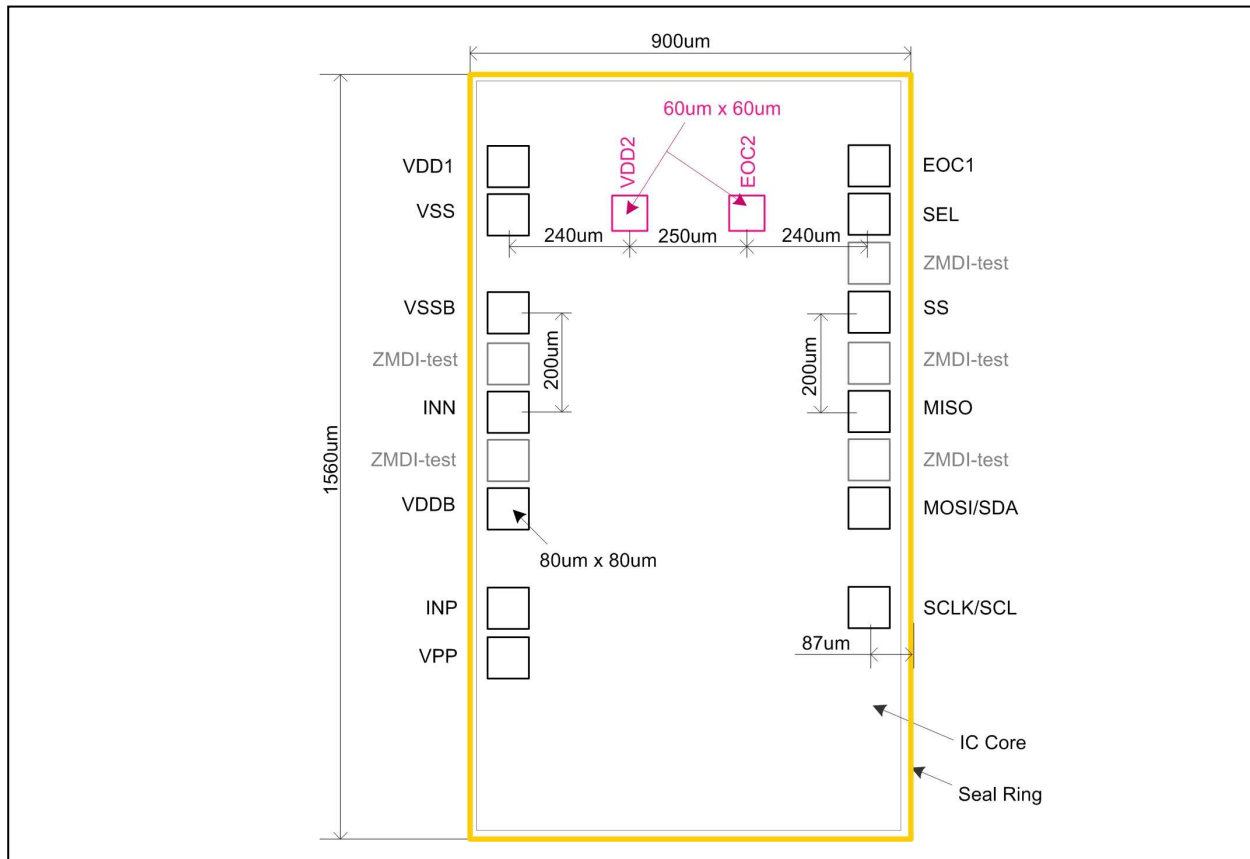 900um
60um x 60um
VDD2
EOC2
VDD1
EOC1
VSS
SEL
240um
250um
240um
ZMDI-test
VSSB
SS
200um
200um
ZMDI-test
ZMDI-test
INN
MISO
1560um
ZMDI-test
ZMDI-test
VDDB
MOSI/SDA
80um x 80um
INP
SCLK/SCL
87um
VPP
IC Core
Seal Ring